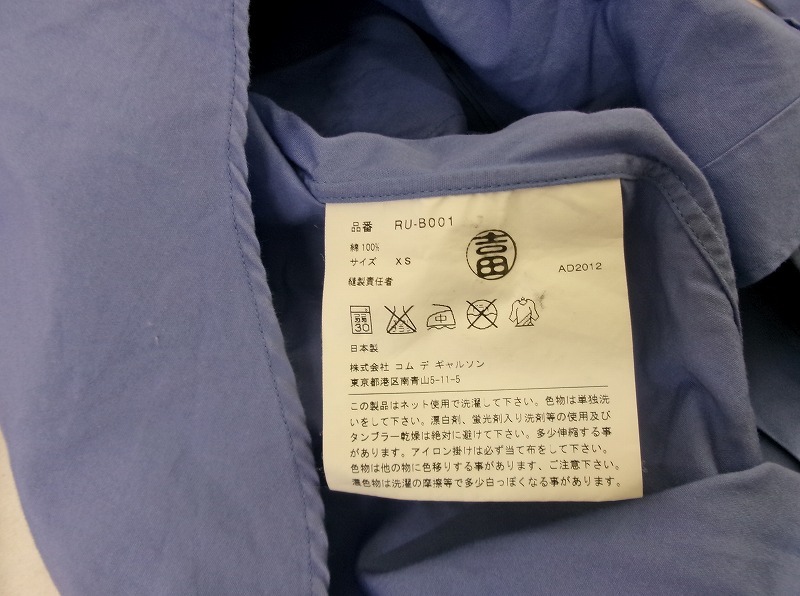 品番 RU-B001
綿100%
サイズ XS
縫製責任者
吉田
AD2012
30
中
日本製
株式会社 コム デ ギャルソン
東京都港区南青山5-11-5
この製品はネット使用で洗濯して下さい。色物は単独洗
いをして下さい。漂白剤、蛍光剤入り洗剤等の使用及び
タンブラー乾燥は絶対に避けて下さい。多少伸縮する事
があります。アイロン掛けは必ず当て布をして下さい。
色物は他の物に色移りする事があります、ご注意下さい。
濃色物は洗濯の摩擦等で多少白っぽくなる事があります。